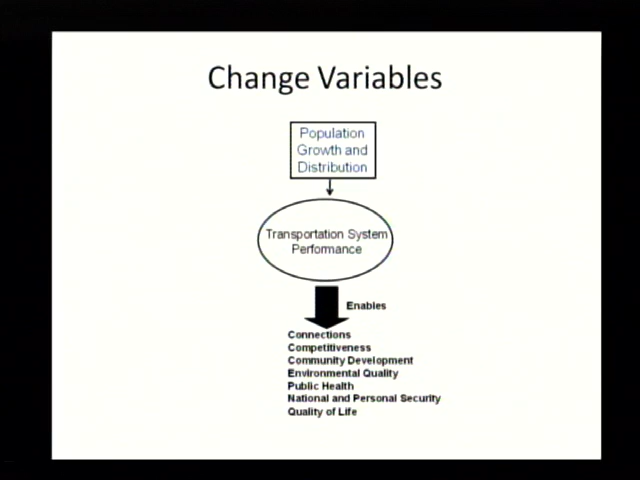 Change Variables
Population
Growth and
Distribution
Transportation System
Performance
Enables
Connections
Competitiveness
Community Development
Environmental Quality
Public Health
National and Personal Security
Quality of Life